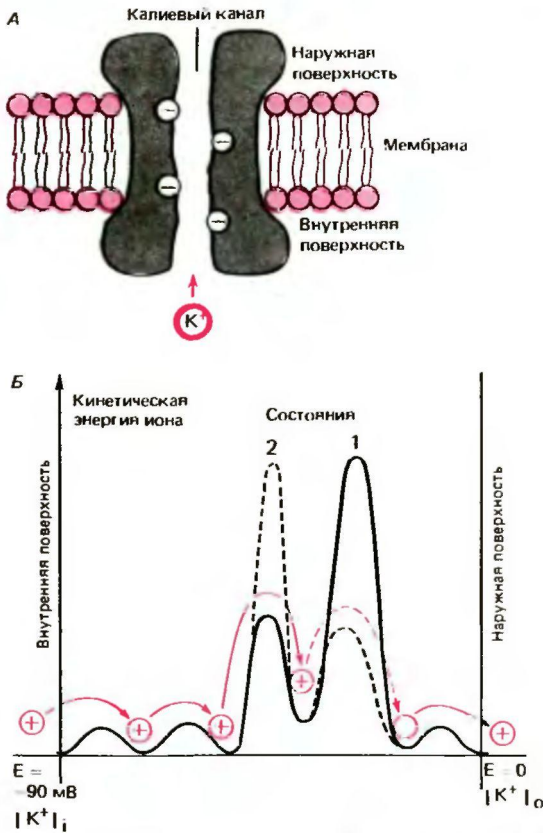 А
Калиевый канал
Наружная
поверхность
Мембрана
Внутренняя
поверхность
K+
Б
Кинетическая
энергия иона
Состояния
2
1
Внутренняя поверхность
Наружная поверхность
E =
-90 мВ
[K+]i
E = 0
[K+]o